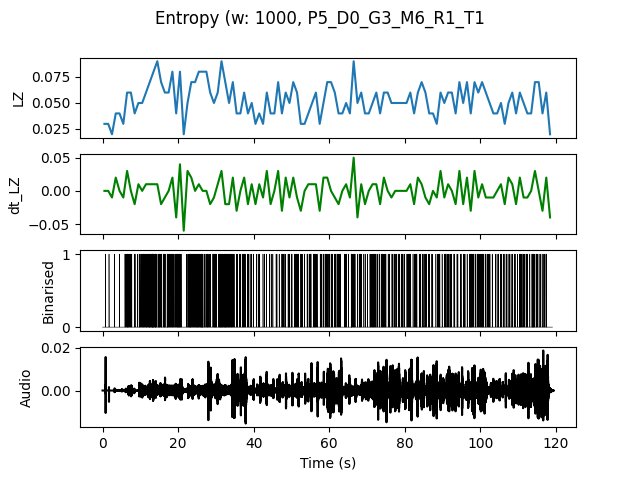 Entropy (w: 1000, P5_D0_G3_M6_R1_T1
LZ
0.075
0.050
0.025
dt_LZ
0.05
0.00
−0.05
Binarised
1
0
Audio
0.02
0.00
0 20 40 60 80 100 120
Time (s)